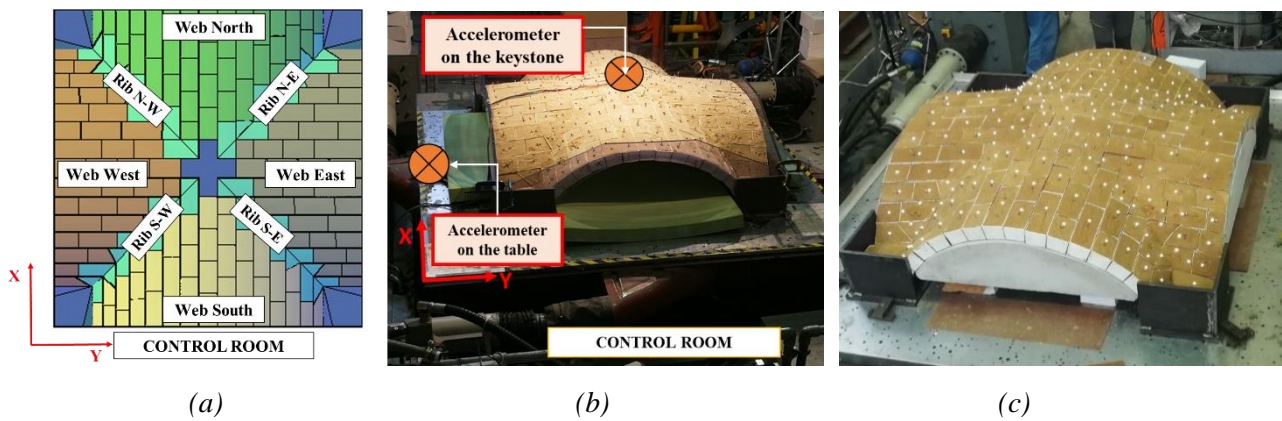 Web North
Rib N-W
Rib N-E
Web West
Web East
Rib S-W
Rib S-E
Web South
X
Y
CONTROL ROOM
(a)
Accelerometer
on the keystone
Accelerometer
on the table
X
Y
CONTROL ROOM
(b)
(c)